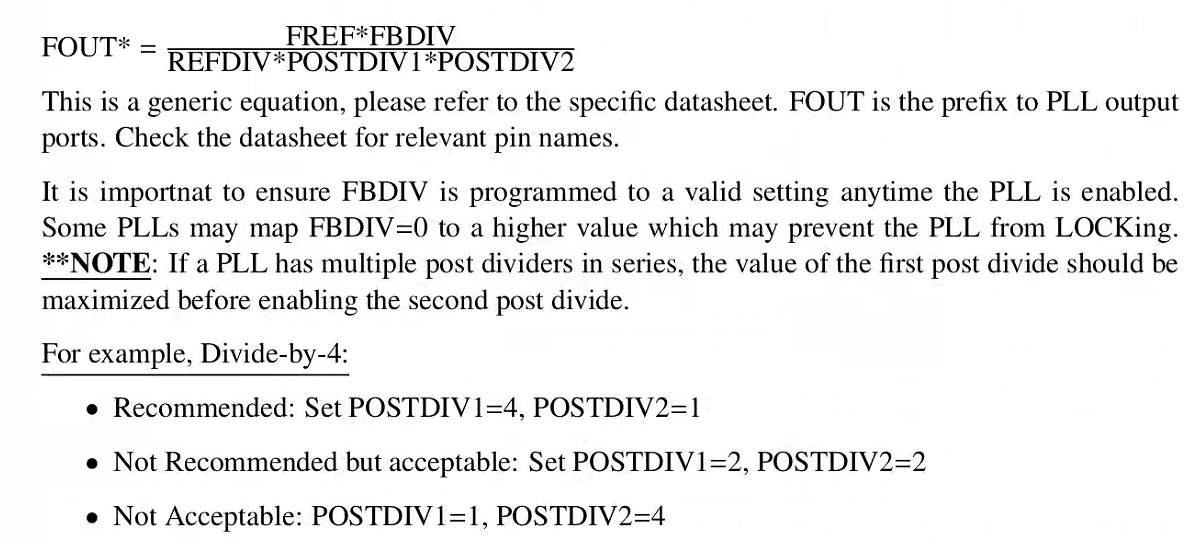 FOUT* = FREF*FBDIV
REFDIV*POSTDIV1*POSTDIV2
This is a generic equation, please refer to the specific datasheet. FOUT is the prefix to PLL output
ports. Check the datasheet for relevant pin names.
It is importnat to ensure FBDIV is programmed to a valid setting anytime the PLL is enabled.
Some PLLs may map FBDIV=0 to a higher value which may prevent the PLL from LOCKing.
**NOTE: If a PLL has multiple post dividers in series, the value of the first post divide should be
maximized before enabling the second post divide.
For example, Divide-by-4:
• Recommended: Set POSTDIV1=4, POSTDIV2=1
• Not Recommended but acceptable: Set POSTDIV1=2, POSTDIV2=2
• Not Acceptable: POSTDIV1=1, POSTDIV2=4